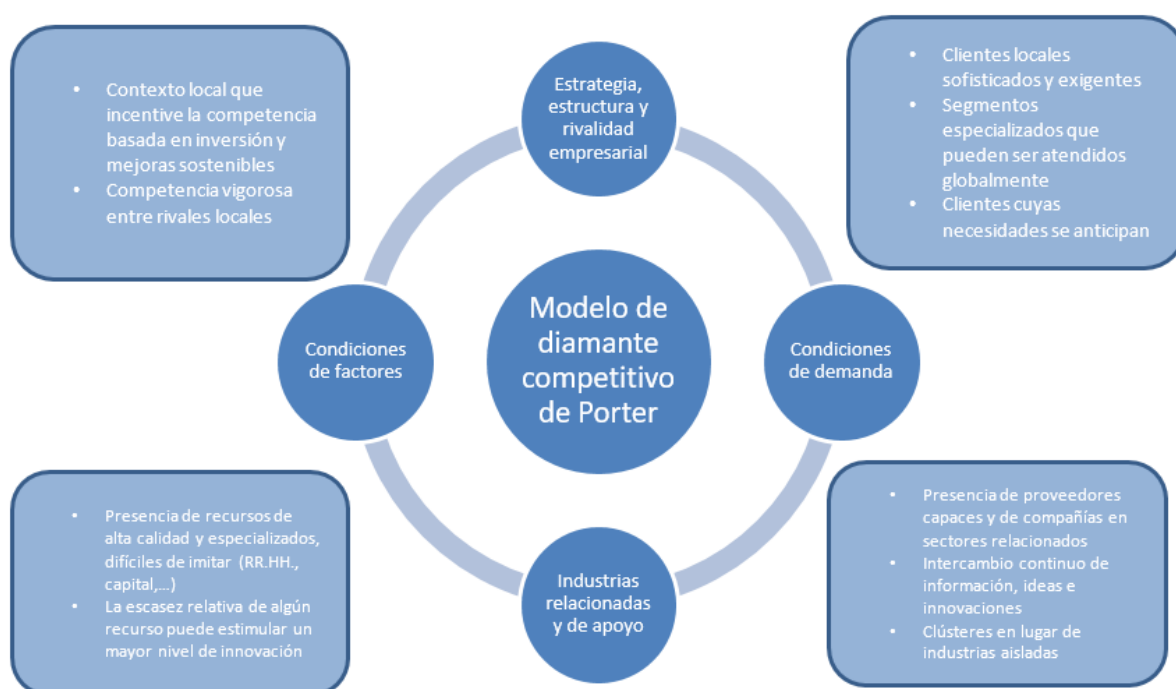 • Contexto local que
incentive la competencia
basada en inversión y
mejoras sostenibles
• Competencia vigorosa
entre rivales locales
Estrategia,
estructura y
rivalidad
empresarial
• Clientes locales
sofisticados y exigentes
• Segmentos
especializados que
pueden ser atendidos
globalmente
• Clientes cuyas
necesidades se anticipan
Condiciones
de factores
Modelo de
diamante
competitivo
de Porter
Condiciones
de demanda
• Presencia de recursos de
alta calidad y especializados,
difíciles de imitar (RR.HH.,
capital,...)
• La escasez relativa de algún
recurso puede estimular un
mayor nivel de innovación
Industrias
relacionadas
y de apoyo
• Presencia de proveedores
capaces y de compañías en
sectores relacionados
• Intercambio continuo de
información, ideas e
innovaciones
• Clústeres en lugar de
industrias aisladas